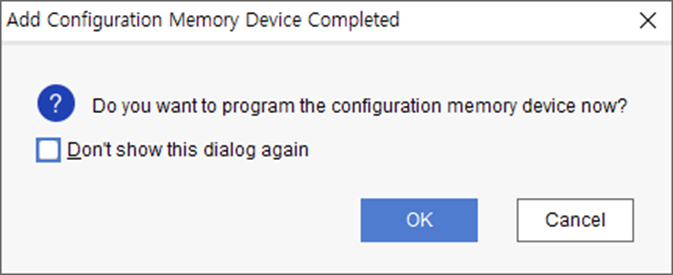 Add Configuration Memory Device Completed
? Do you want to program the configuration memory device now?
Don't show this dialog again
OK Cancel